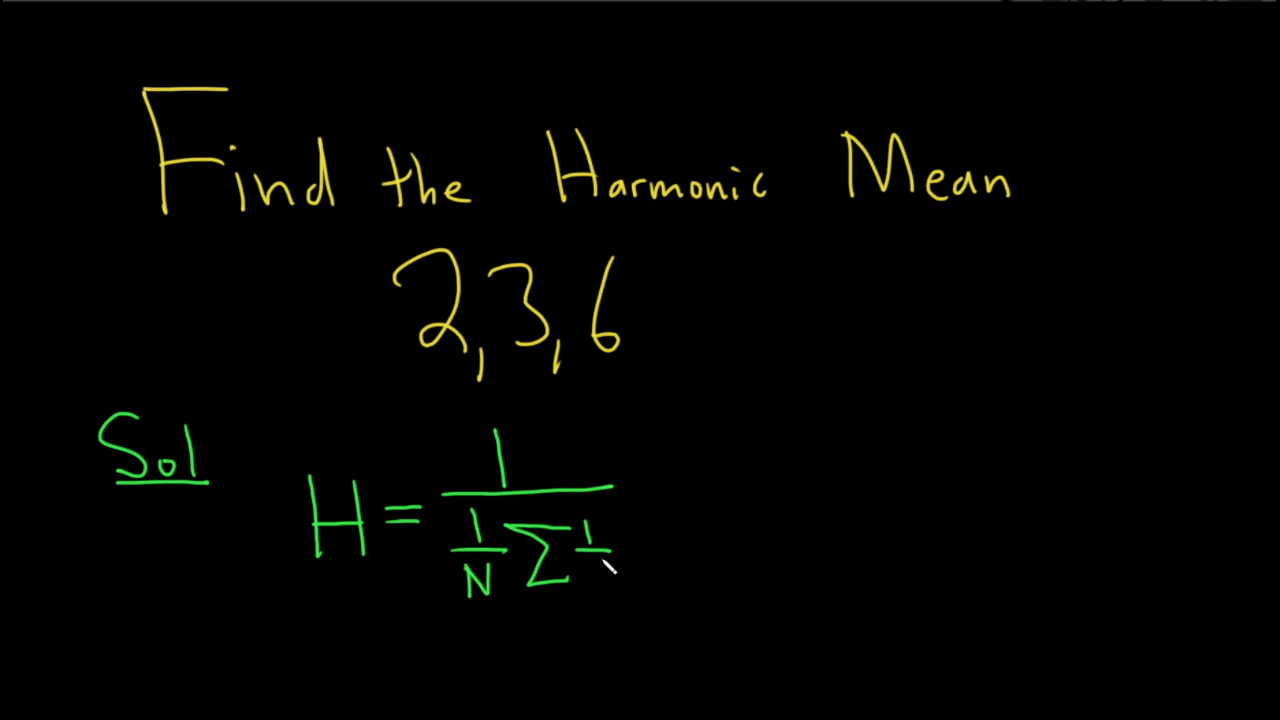 Find the Harmonic Mean
2, 3, 6
Sol H = 1 / (1/N ∑ 1/